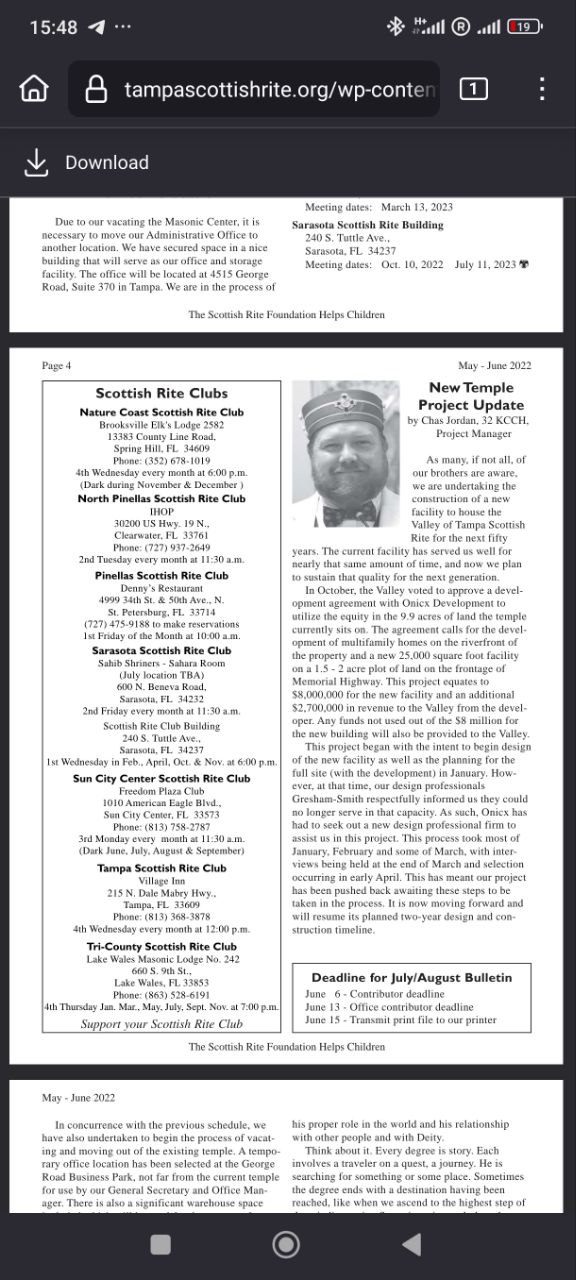 15:48
H+
R
19
tampascottishrite.org/wp-conten
1
Download
Due to our vacating the Masonic Center, it is
necessary to move our Administrative Office to
another location. We have secured space in a nice
building that will serve as our office and storage
facility. The office will be located at 4515 George
Road, Suite 370 in Tampa. We are in the process of
Meeting dates: March 13, 2023
Sarasota Scottish Rite Building
240 S. Tuttle Ave.,
Sarasota, FL 34237
Meeting dates: Oct. 10, 2022 July 11, 2023
The Scottish Rite Foundation Helps Children
Page 4
May - June 2022
Scottish Rite Clubs
Nature Coast Scottish Rite Club
Brooksville Elk's Lodge 2582
13383 County Line Road,
Spring Hill, FL 34609
Phone: (352) 678-1019
4th Wednesday every month at 6:00 p.m.
(Dark during November & December )
North Pinellas Scottish Rite Club
IHOP
30200 US Hwy. 19 N.,
Clearwater, FL 33761
Phone: (727) 937-2649
2nd Tuesday every month at 11:30 a.m.
Pinellas Scottish Rite Club
Denny's Restaurant
4999 34th St. & 50th Ave., N.
St. Petersburg, FL 33714
(727) 475-9188 to make reservations
1st Friday of the Month at 10:00 a.m.
Sarasota Scottish Rite Club
Sahib Shriners - Sahara Room
(July location TBA)
600 N. Beneva Road,
Sarasota, FL 34232
2nd Friday every month at 11:30 a.m.
Scottish Rite Club Building
240 S. Tuttle Ave.,
Sarasota, FL 34237
1st Wednesday in Feb., April, Oct. & Nov. at 6:00 p.m.
Sun City Center Scottish Rite Club
Freedom Plaza Club
1010 American Eagle Blvd.,
Sun City Center, FL 33573
Phone: (813) 758-2787
3rd Monday every month at 11:30 a.m.
(Dark June, July, August & September)
Tampa Scottish Rite Club
Village Inn
215 N. Dale Mabry Hwy.,
Tampa, FL 33609
Phone: (813) 368-3878
4th Wednesday every month at 12:00 p.m.
Tri-County Scottish Rite Club
Lake Wales Masonic Lodge No. 242
660 S. 9th St.,
Lake Wales, FL 33853
Phone: (863) 528-6191
4th Thursday Jan. Mar., May, July, Sept. Nov. at 7:00 p.m.
Support your Scottish Rite Club
New Temple
Project Update
by Chas Jordan, 32 KCCH,
Project Manager
As many, if not all, of
our brothers are aware,
we are undertaking the
construction of a new
facility to house the
Valley of Tampa Scottish
Rite for the next fifty
years. The current facility has served us well for
nearly that same amount of time, and now we plan
to sustain that quality for the next generation.
In October, the Valley voted to approve a devel-
opment agreement with Onicx Development to
utilize the equity in the 9.9 acres of land the temple
currently sits on. The agreement calls for the devel-
opment of multifamily homes on the riverfront of
the property and a new 25,000 square foot facility
on a 1.5 - 2 acre plot of land on the frontage of
Memorial Highway. This project equates to
$8,000,000 for the new facility and an additional
$2,700,000 in revenue to the Valley from the devel-
oper. Any funds not used out of the $8 million for
the new building will also be provided to the Valley.
This project began with the intent to begin design
of the new facility as well as the planning for the
full site (with the development) in January. How-
ever, at that time, our design professionals
Gresham-Smith respectfully informed us they could
no longer serve in that capacity. As such, Onicx has
had to seek out a new design professional firm to
assist us in this project. This process took most of
January, February and some of March, with inter-
views being held at the end of March and selection
occurring in early April. This has meant our project
has been pushed back awaiting these steps to be
taken in the process. It is now moving forward and
will resume its planned two-year design and con-
struction timeline.
Deadline for July/August Bulletin
June 6 - Contributor deadline
June 13 - Office contributor deadline
June 15 - Transmit print file to our printer
The Scottish Rite Foundation Helps Children
May - June 2022
In concurrence with the previous schedule, we
have also undertaken to begin the process of vacat-
ing and moving out of the existing temple. A tempo-
rary office location has been selected at the George
Road Business Park, not far from the current temple
for use by our General Secretary and Office Man-
ager. There is also a significant warehouse space
his proper role in the world and his relationship
with other people and with Deity.
Think about it. Every degree is story. Each
involves a traveler on a quest, a journey. He is
searching for something or some place. Sometimes
the degree ends with a destination having been
reached, like when we ascend to the highest step of